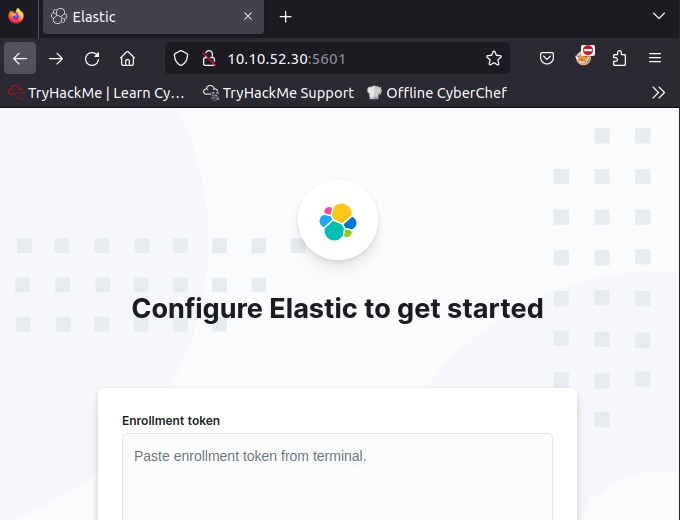 Elastic
10.10.52.30:5601
TryHackMe | Learn Cy… TryHackMe Support Offline CyberChef
Configure Elastic to get started
Enrollment token
Paste enrollment token from terminal.